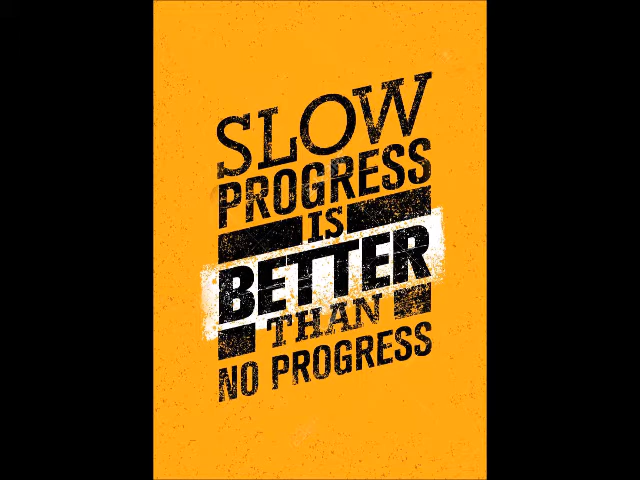 SLOW
PROGRESS
IS
BETTER
THAN
NO PROGRESS